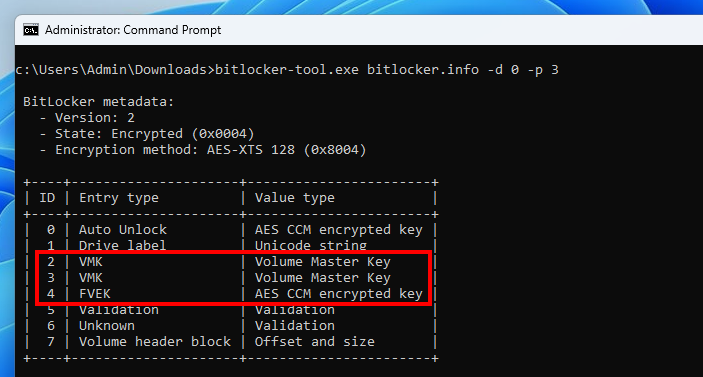 Administrator: Command Prompt
c:\Users\Admin\Downloads>bitlocker-tool.exe bitlocker.info -d 0 -p 3
BitLocker metadata:
- Version: 2
- State: Encrypted (0x0004)
- Encryption method: AES-XTS 128 (0x8004)
+----+---------------------+-----------------------+
| ID | Entry type          | Value type            |
+----+---------------------+-----------------------+
|  0 | Auto Unlock         | AES CCM encrypted key |
|  1 | Drive label         | Unicode string        |
|  2 | VMK                 | Volume Master Key     |
|  3 | VMK                 | Volume Master Key     |
|  4 | FVEK                | AES CCM encrypted key |
|  5 | Validation          | Validation            |
|  6 | Unknown             | Validation            |
|  7 | Volume header block | Offset and size       |
+----+---------------------+-----------------------+